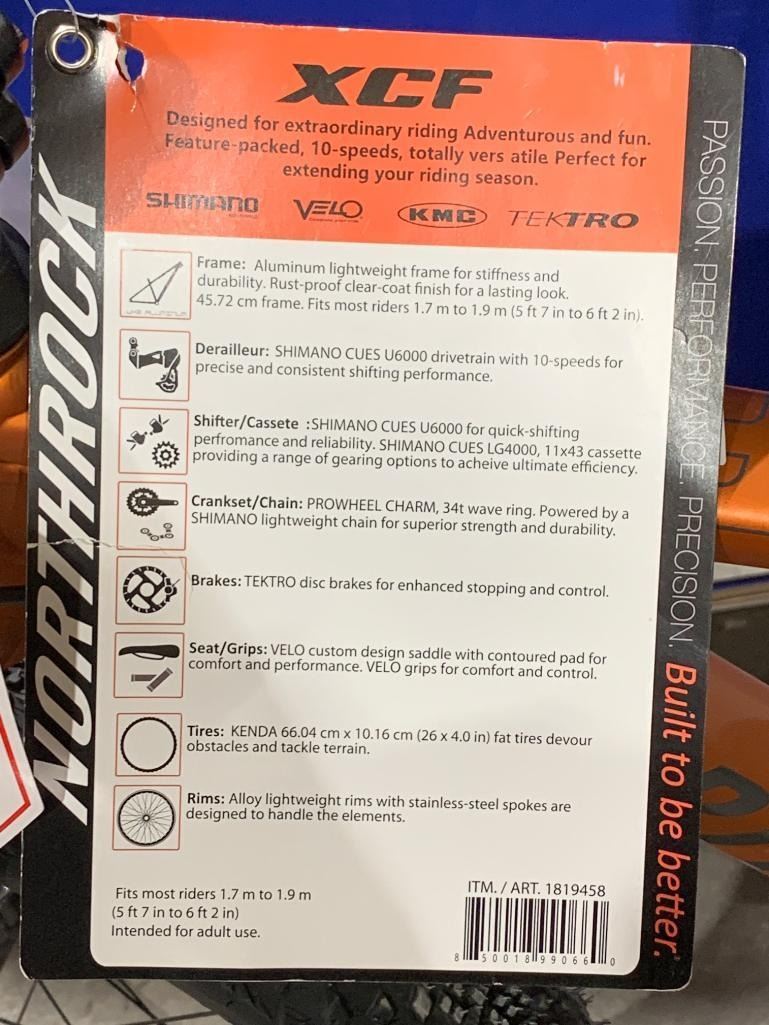 XCF
Designed for extraordinary riding Adventurous and fun.
Feature-packed, 10-speeds, totally vers atile Perfect for
extending your riding season.
SHIMANO
VELO
KMC
TEKTRO
NORTHROCK
Frame: Aluminum lightweight frame for stiffness and
durability. Rust-proof clear-coat finish for a lasting look.
45.72 cm frame. Fits most riders 1.7 m to 1.9 m (5 ft 7 in to 6 ft 2 in).
Derailleur: SHIMANO CUES U6000 drivetrain with 10-speeds for
precise and consistent shifting performance.
Shifter/Cassete :SHIMANO CUES U6000 for quick-shifting
perfromance and reliability. SHIMANO CUES LG4000, 11x43 cassette
providing a range of gearing options to acheive ultimate efficiency.
Crankset/Chain: PROWHEEL CHARM, 34t wave ring. Powered by a
SHIMANO lightweight chain for superior strength and durability.
Brakes: TEKTRO disc brakes for enhanced stopping and control.
Seat/Grips: VELO custom design saddle with contoured pad for
comfort and performance. VELO grips for comfort and control.
Tires: KENDA 66.04 cm x 10.16 cm (26 x 4.0 in) fat tires devour
obstacles and tackle terrain.
Rims: Alloy lightweight rims with stainless-steel spokes are
designed to handle the elements.
Fits most riders 1.7 m to 1.9 m
(5 ft 7 in to 6 ft 2 in)
Intended for adult use.
ITM. / ART. 1819458
8 50018 99066 0
PASSION. PERFORMANCE. PRECISION. Built to be better.